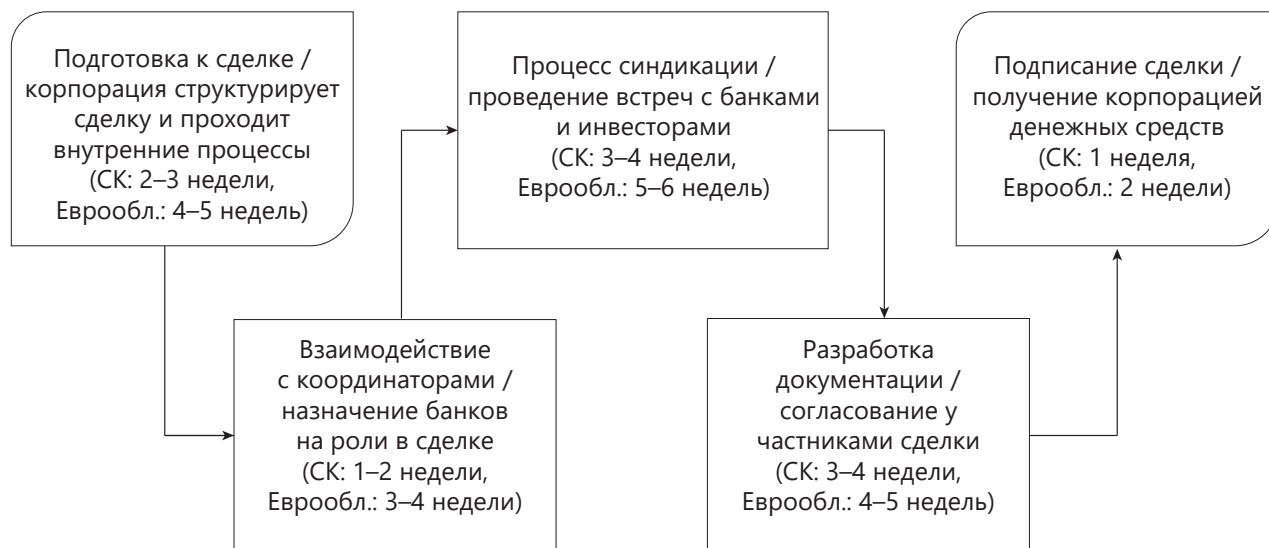 Подготовка к сделке /
корпорация структурирует
сделку и проходит
внутренние процессы
(СК: 2–3 недели,
Еврообл.: 4–5 недель)
Взаимодействие
с координаторами /
назначение банков
на роли в сделке
(СК: 1–2 недели,
Еврообл.: 3–4 недели)
Процесс синдикации /
проведение встреч с банками
и инвесторами
(СК: 3–4 недели,
Еврообл.: 5–6 недель)
Разработка
документации /
согласование у
частниками сделки
(СК: 3–4 недели,
Еврообл.: 4–5 недель)
Подписание сделки /
получение корпорацией
денежных средств
(СК: 1 неделя,
Еврообл.: 2 недели)